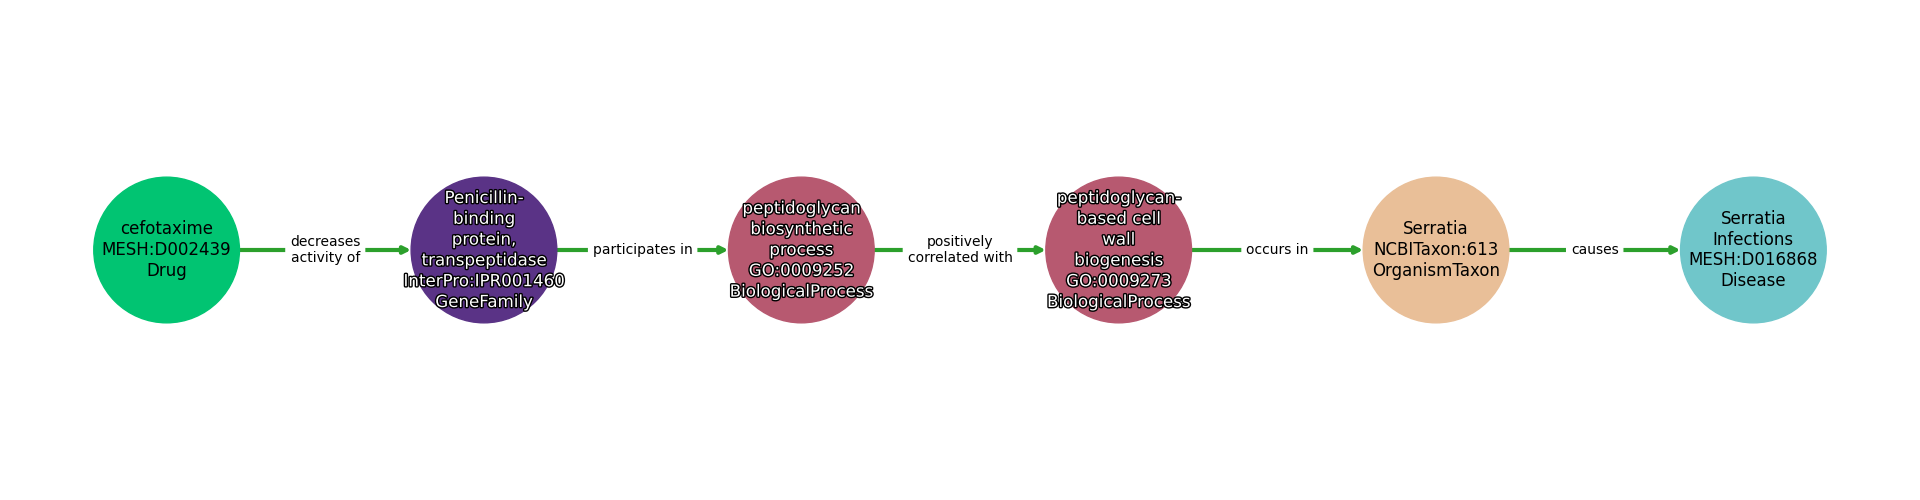 cefotaxime
MESH:D002439
Drug
decreases
activity of
Penicillin-
binding
protein,
transpeptidase
InterPro:IPR001460
GeneFamily
participates in
peptidoglycan
biosynthetic
process
GO:0009252
BiologicalProcess
positively
correlated with
peptidoglycan-
based cell
wall
biogenesis
GO:0009273
BiologicalProcess
occurs in
Serratia
NCBITaxon:613
OrganismTaxon
causes
Serratia
Infections
MESH:D016868
Disease